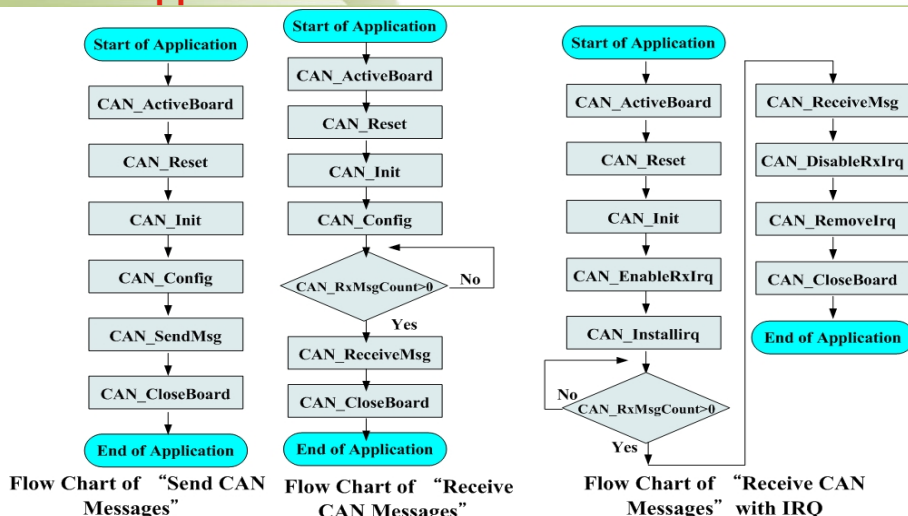 Start of Application
CAN_ActiveBoard
CAN_Reset
CAN_Init
CAN_Config
CAN_SendMsg
CAN_CloseBoard
End of Application
Flow Chart of “Send CAN
Messages”
Start of Application
CAN_ActiveBoard
CAN_Reset
CAN_Init
CAN_Config
CAN_RxMsgCount>0
No
Yes
CAN_ReceiveMsg
CAN_CloseBoard
End of Application
Flow Chart of “Receive
CAN Messages”
Start of Application
CAN_ActiveBoard
CAN_Reset
CAN_Init
CAN_EnableRxIrq
CAN_Installirq
No
CAN_RxMsgCount>0
Yes
CAN_ReceiveMsg
CAN_DisableRxIrq
CAN_RemoveIrq
CAN_CloseBoard
End of Application
Flow Chart of “Receive CAN
Messages” with IRQ